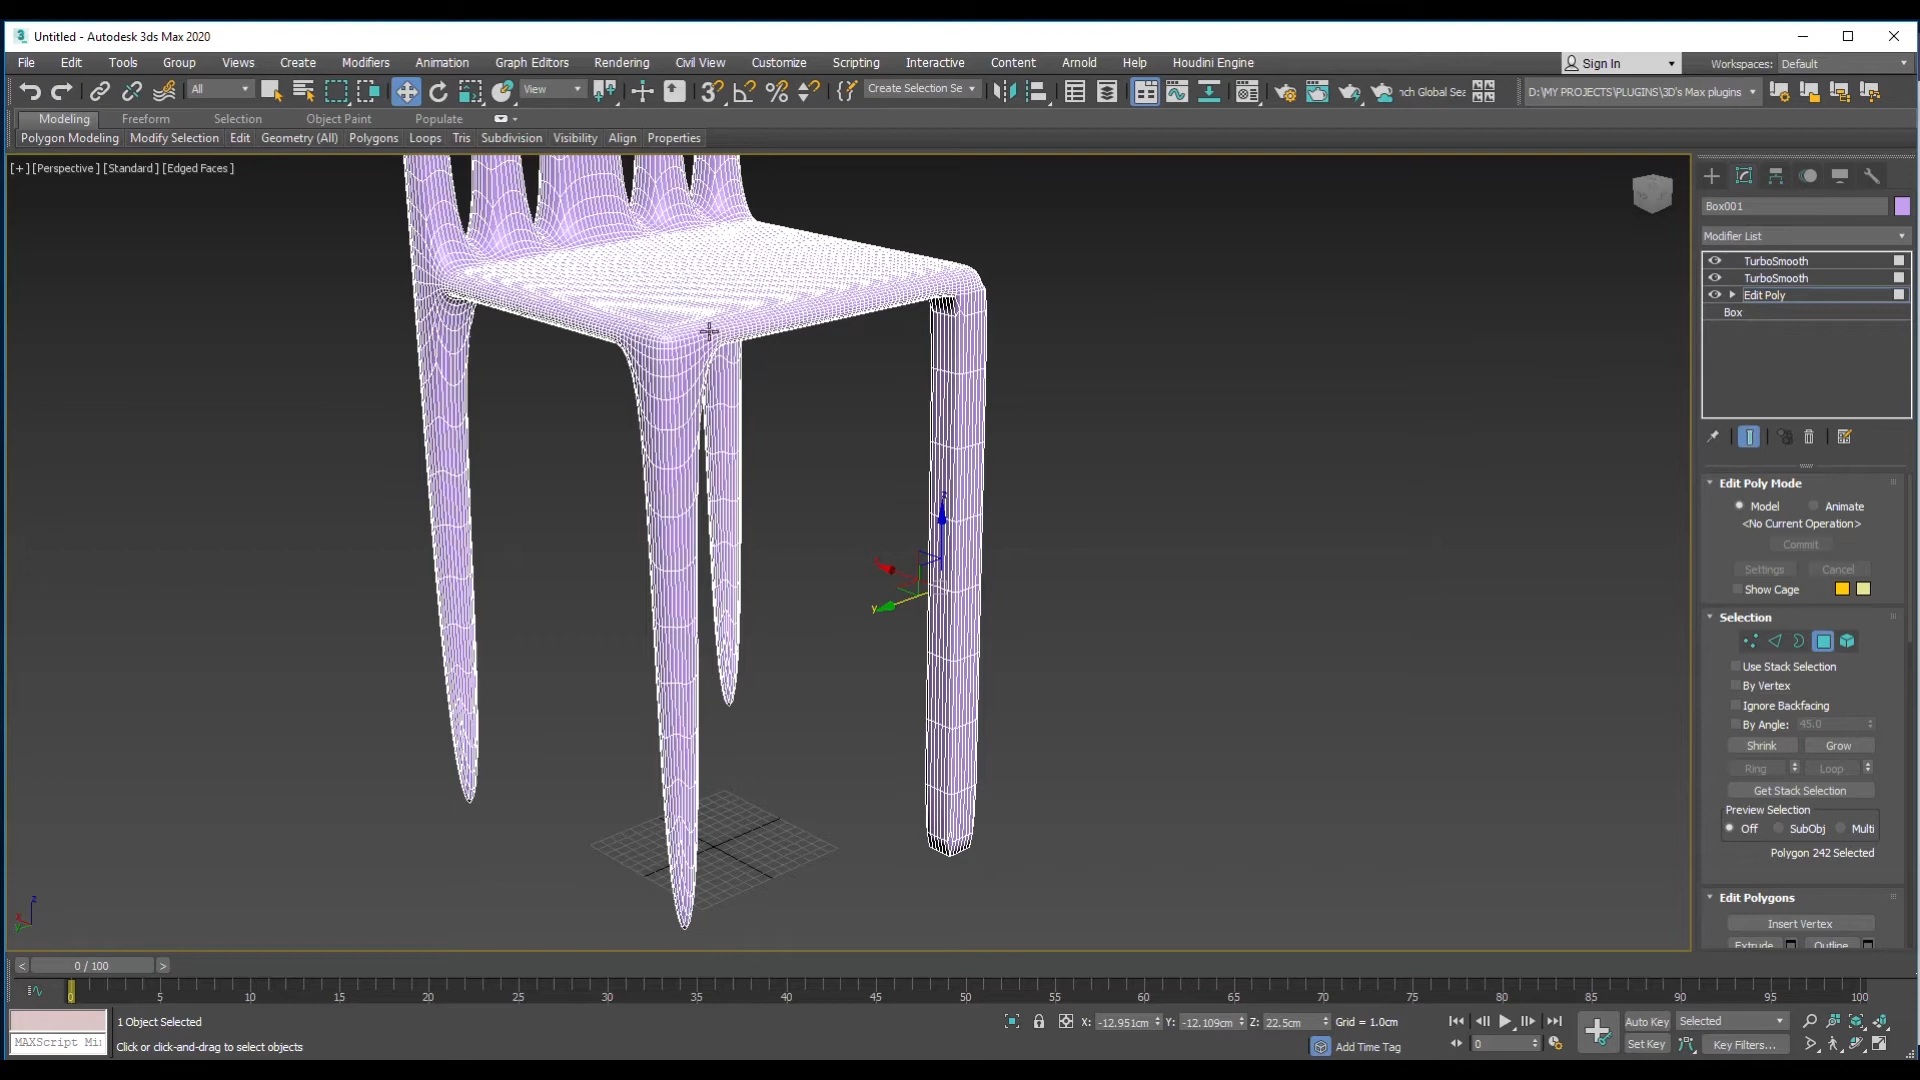 Untitled - Autodesk 3ds Max 2020
File Edit Tools Group Views Create Modifiers Animation Graph Editors Rendering Civil View Customize Scripting Interactive Content Arnold Help Houdini Engine Sign In Workspaces: Default
All View Create Selection Se nch Global Sea D:\MY PROJECTS\PLUGINS\3D's Max plugins
Modeling Freeform Selection Object Paint Populate
Polygon Modeling Modify Selection Edit Geometry (All) Polygons Loops Tris Subdivision Visibility Align Properties
[+] [Perspective ] [Standard ] [Edged Faces ]
Box001
Modifier List
TurboSmooth
TurboSmooth
Edit Poly
Box
Edit Poly Mode
Model Animate
<No Current Operation>
Commit
Settings Cancel
Show Cage
Selection
Use Stack Selection
By Vertex
Ignore Backfacing
By Angle: 45.0
Shrink Grow
Ring Loop
Get Stack Selection
Preview Selection
Off SubObj Multi
Polygon 242 Selected
Edit Polygons
Insert Vertex
Extrude Outline
z
x
y
z
x
y
< 0 / 100 >
0 5 10 15 20 25 30 35 40 45 50 55 60 65 70 75 80 85 90 95 100
1 Object Selected X: -12.951cm Y: -12.109cm Z: 22.5cm Grid = 1.0cm Auto Key Selected
MAXScript Mi Click or click-and-drag to select objects Add Time Tag 0 Set Key Key Filters...